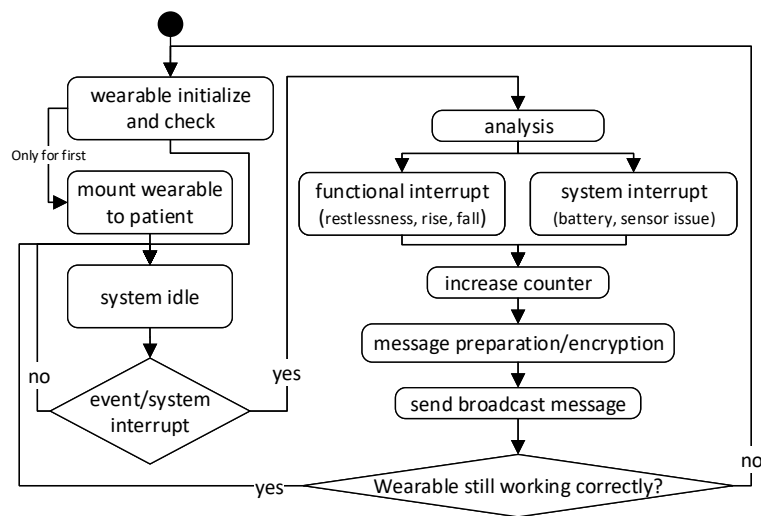 wearable initialize
and check
Only for first
mount wearable
to patient
system idle
no
event/system
interrupt
yes
analysis
functional interrupt
(restlessness, rise, fall)
system interrupt
(battery, sensor issue)
increase counter
message preparation/encryption
send broadcast message
Wearable still working correctly?
yes
no